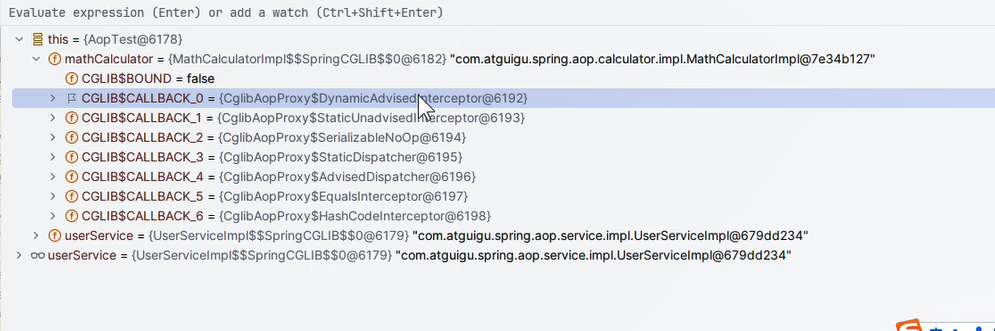 Evaluate expression (Enter) or add a watch (Ctrl+Shift+Enter)
this = {AopTest@6178}
mathCalculator = {MathCalculatorImpl$$SpringCGLIB$$0@6182} "com.atguigu.spring.aop.calculator.impl.MathCalculatorImpl@7e34b127"
CGLIB$BOUND = false
CGLIB$CALLBACK_0 = {CglibAopProxy$DynamicAdvisedInterceptor@6192}
CGLIB$CALLBACK_1 = {CglibAopProxy$StaticUnadvisedInterceptor@6193}
CGLIB$CALLBACK_2 = {CglibAopProxy$SerializableNoOp@6194}
CGLIB$CALLBACK_3 = {CglibAopProxy$StaticDispatcher@6195}
CGLIB$CALLBACK_4 = {CglibAopProxy$AdvisedDispatcher@6196}
CGLIB$CALLBACK_5 = {CglibAopProxy$EqualsInterceptor@6197}
CGLIB$CALLBACK_6 = {CglibAopProxy$HashCodeInterceptor@6198}
userService = {UserServiceImpl$$SpringCGLIB$$0@6179} "com.atguigu.spring.aop.service.impl.UserServiceImpl@679dd234"
userService = {UserServiceImpl$$SpringCGLIB$$0@6179} "com.atguigu.spring.aop.service.impl.UserServiceImpl@679dd234"